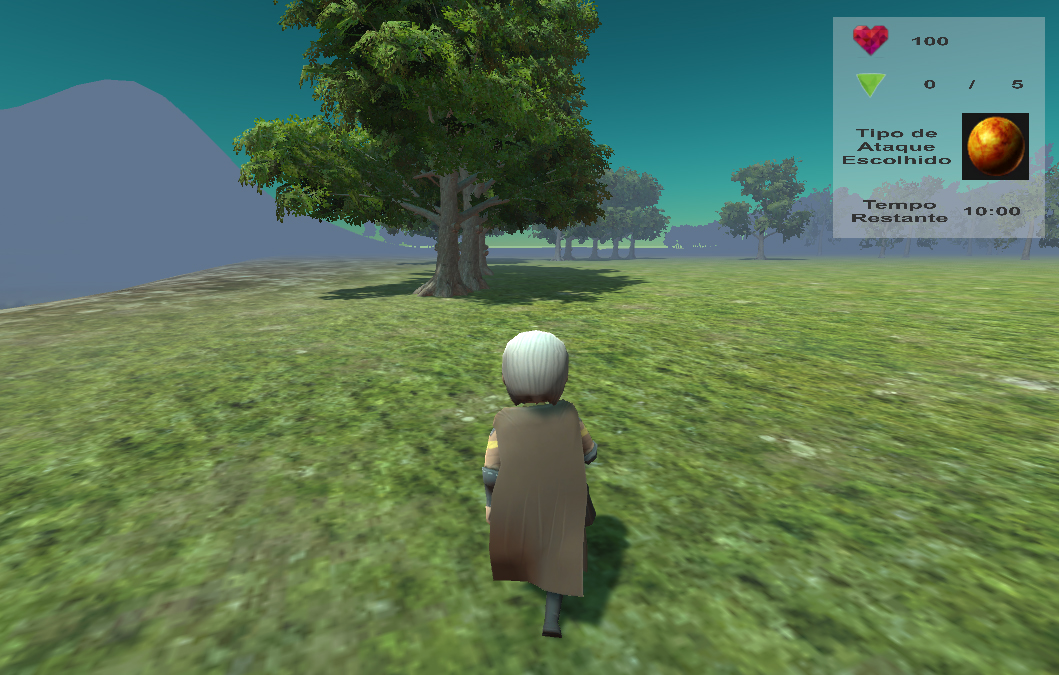 100
0 / 5
Tipo de
Ataque
Escolhido
Tempo
Restante 10:00